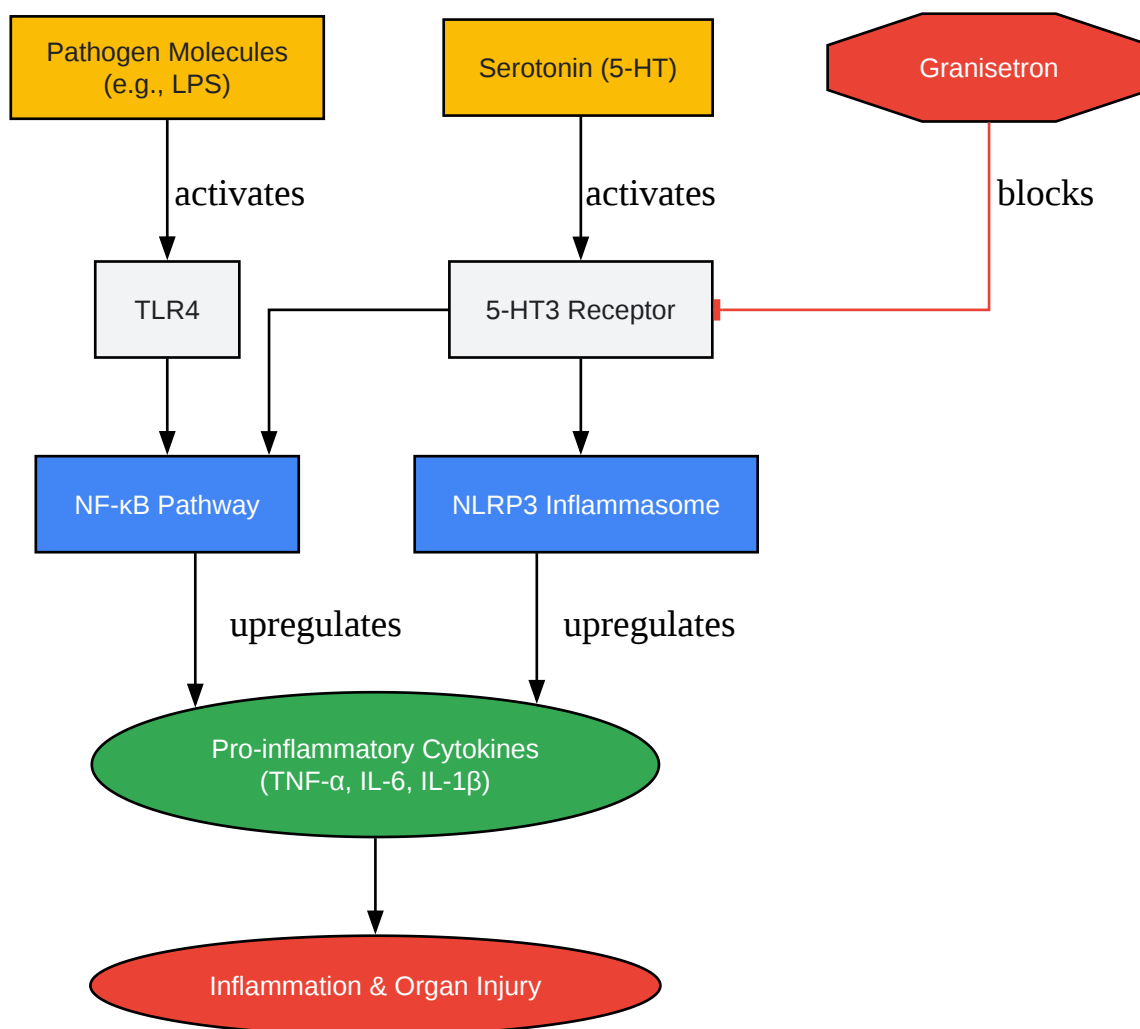 Pathogen Molecules
(e.g., LPS)
Serotonin (5-HT)
Granisetron
activates
activates
blocks
TLR4
5-HT3 Receptor
NF-κB Pathway
NLRP3 Inflammasome
upregulates
upregulates
Pro-inflammatory Cytokines
(TNF-α, IL-6, IL-1β)
Inflammation & Organ Injury